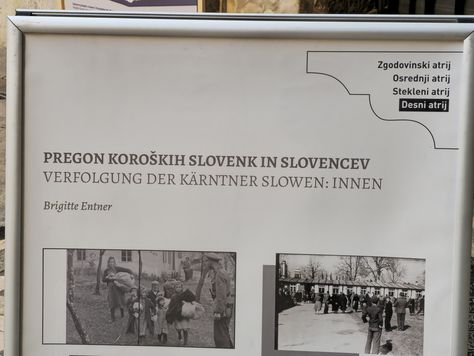 Zgodovinski atrij
Osrednji atrij
Stekleni atrij
Desni atrij
PREGON KOROŠKIH SLOVENK IN SLOVENCEV
VERFOLGUNG DER KÄRNTNER SLOWEN: INNEN
Brigitte Entner